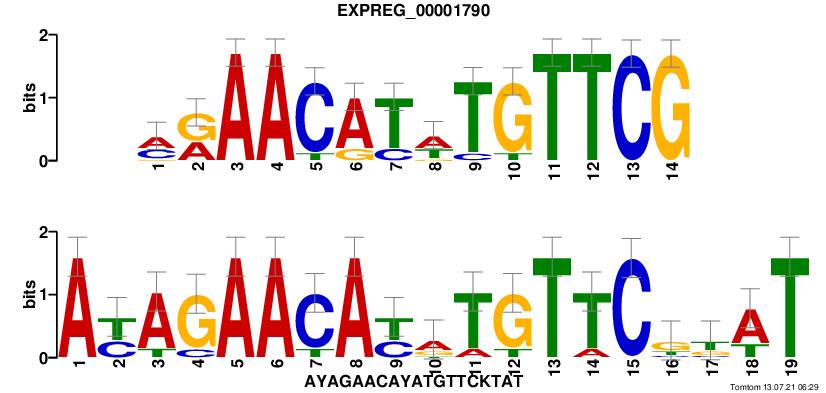 EXPREG_00001790
2
bits
1
0
1 2 3 4 5 6 7 8 9 10 11 12 13 14
2
bits
1
0
1 2 3 4 5 6 7 8 9 10 11 12 13 14 15 16 17 18 19
AYAGAACAYATGTTCKTAT
Tomtom 13.07.21 06:29